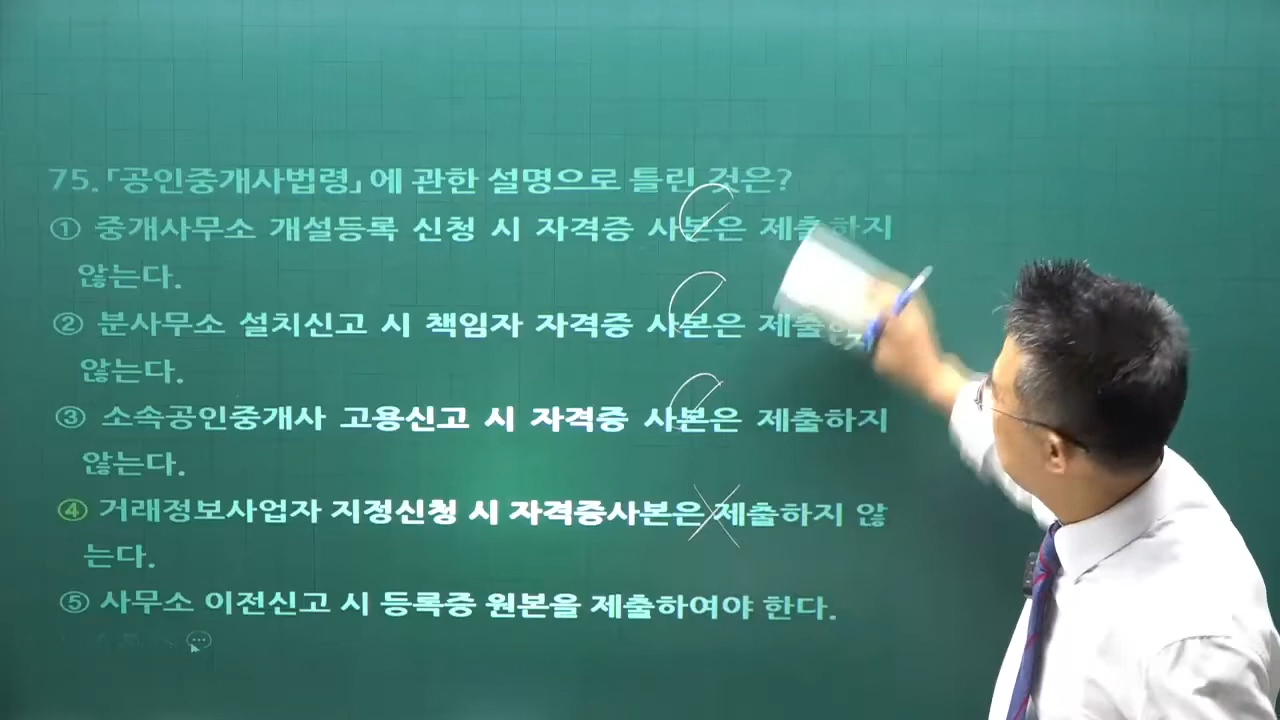 75. 「공인중개사법령」에 관한 설명으로 틀린 것은?
① 중개사무소 개설등록 신청 시 자격증 사본은 제출하지
않는다.
② 분사무소 설치신고 시 책임자 자격증 사본은 제출
않는다.
③ 소속공인중개사 고용신고 시 자격증 사본은 제출하지
않는다.
④ 거래정보사업자 지정신청 시 자격증사본은 제출하지 않
는다.
⑤ 사무소 이전신고 시 등록증 원본을 제출하여야 한다.